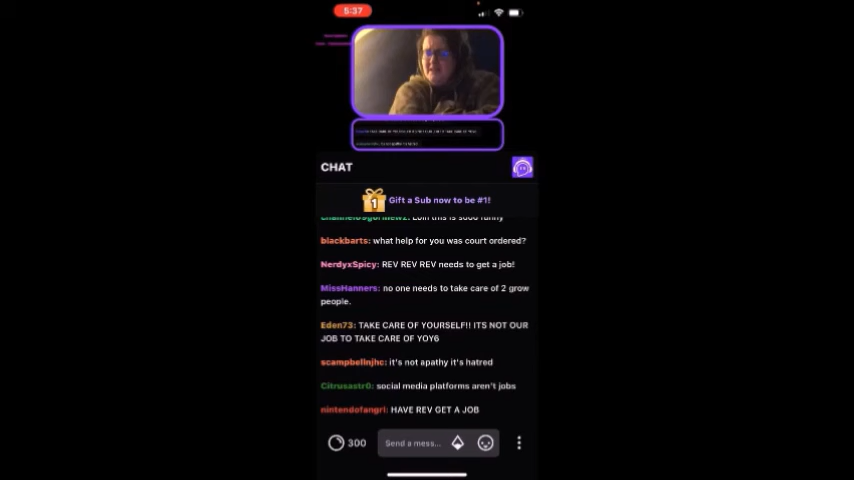 5:37
CHAT
1
Gift a Sub now to be #1!
blackbarts: what help for you was court ordered?
NerdyxSpicy: REV REV REV needs to get a job!
MissHanners: no one needs to take care of 2 grow
people.
Eden73: TAKE CARE OF YOURSELF!! ITS NOT OUR
JOB TO TAKE CARE OF YOY6
scampbellnjhc: it's not apathy it's hatred
Citrusastr0: social media platforms aren't jobs
nintendofangrl: HAVE REV GET A JOB
300
Send a mess...